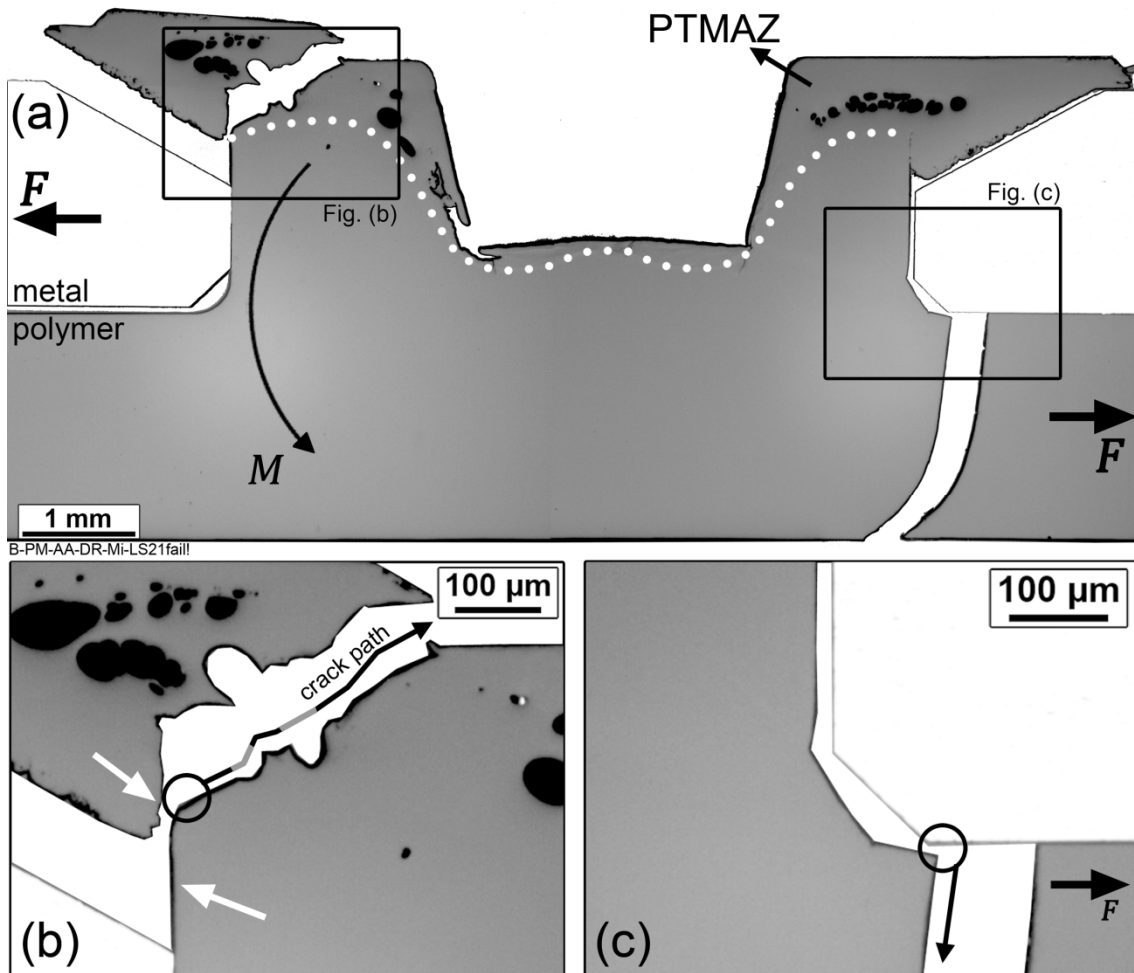 PTMAZ
(a)
F
Fig. (b)
Fig. (c)
metal
polymer
M
F
1 mm
B-PM-AA-DR-Mi-LS21fail!
100 µm
100 µm
crack path
F
(b)
(c)